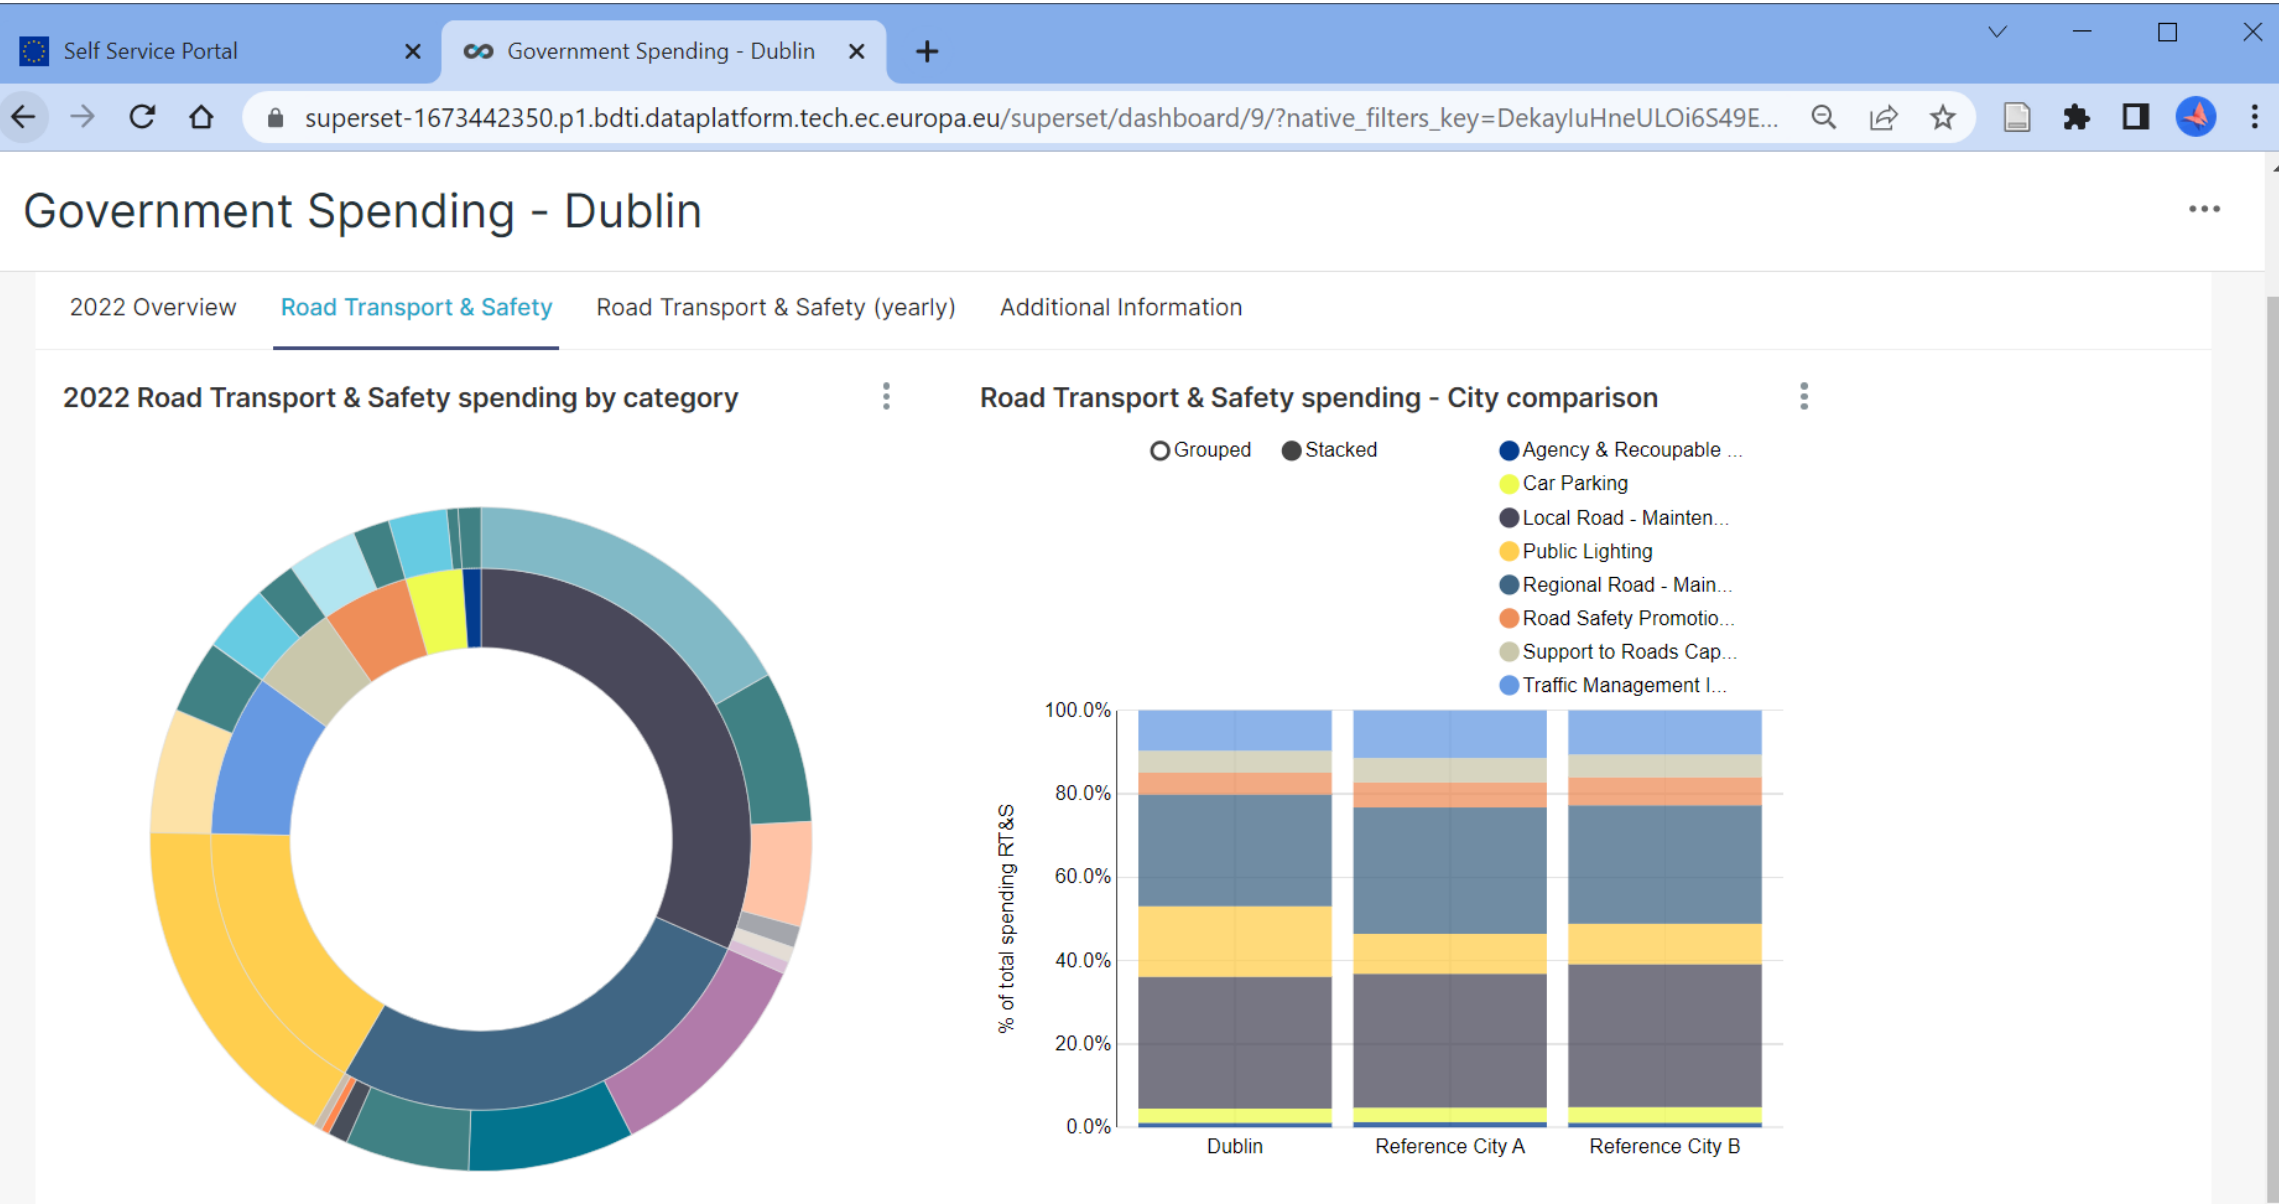 Self Service Portal
Government Spending - Dublin
superset-1673442350.p1.bdti.dataplatform.tech.ec.europa.eu/superset/dashboard/9/?native_filters_key=DekayIuHneULOi6S49E...
Government Spending - Dublin
2022 Overview
Road Transport & Safety
Road Transport & Safety (yearly)
Additional Information
2022 Road Transport & Safety spending by category
Road Transport & Safety spending - City comparison
Grouped
Stacked
Agency & Recoupable ...
Car Parking
Local Road - Mainten...
Public Lighting
Regional Road - Main...
Road Safety Promotio...
Support to Roads Cap...
Traffic Management I...
100.0%
80.0%
60.0%
40.0%
20.0%
0.0%
% of total spending RT&S
Dublin
Reference City A
Reference City B